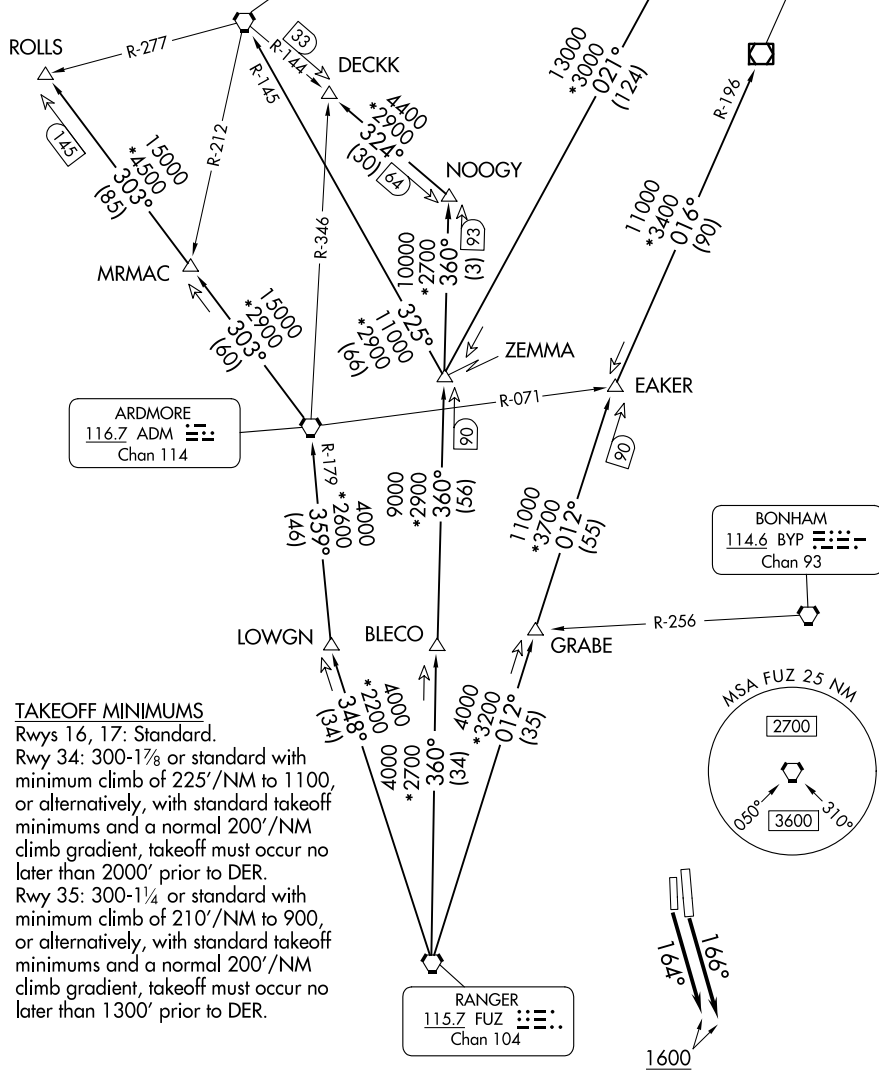 ROLLS
R-277
33
R-144
DECKK
R-145
13000
*3000
021°
(124)
R-196
145
R-212
15000
*4500
303°
(85)
4400
*2900
324°
(30)
64
NOOGY
93
R-346
11000
*3400
016°
(90)
MRMAC
10000
*2700
360°
(3)
15000
*2900
303°
(60)
325°
11000
*2900
(66)
ZEMMA
EAKER
R-071
ARDMORE
116.7 ADM
Chan 114
90
90
R-179
4000
*2600
359°
(46)
9000
*2900
360°
(56)
11000
*3700
012°
(55)
BONHAM
114.6 BYP
Chan 93
LOWGN
BLECO
GRABE
R-256
4000
*2200
348°
(34)
4000
*2700
360°
(34)
4000
*3200
012°
(35)
MSA FUZ 25 NM
2700
050°
3600
310°
TAKEOFF MINIMUMS
Rwys 16, 17: Standard.
Rwy 34: 300-1⅞ or standard with
minimum climb of 225'/NM to 1100,
or alternatively, with standard takeoff
minimums and a normal 200'/NM
climb gradient, takeoff must occur no
later than 2000' prior to DER.
Rwy 35: 300-1¼ or standard with
minimum climb of 210'/NM to 900,
or alternatively, with standard takeoff
minimums and a normal 200'/NM
climb gradient, takeoff must occur no
later than 1300' prior to DER.
RANGER
115.7 FUZ
Chan 104
164°
166°
1600